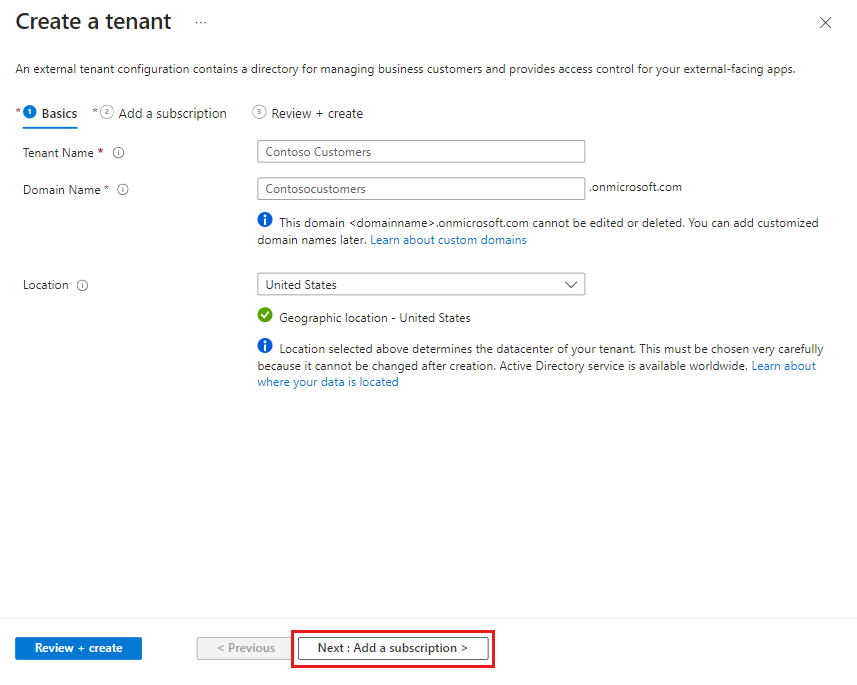 Create a tenant ...
An external tenant configuration contains a directory for managing business customers and provides access control for your external-facing apps.
* 1 Basics * 2 Add a subscription 3 Review + create
Tenant Name * Contoso Customers
Domain Name * Contosocustomers .onmicrosoft.com
This domain <domainname>.onmicrosoft.com cannot be edited or deleted. You can add customized
domain names later. Learn about custom domains
Location United States
Geographic location - United States
Location selected above determines the datacenter of your tenant. This must be chosen very carefully
because it cannot be changed after creation. Active Directory service is available worldwide. Learn about
where your data is located
Review + create < Previous Next : Add a subscription >